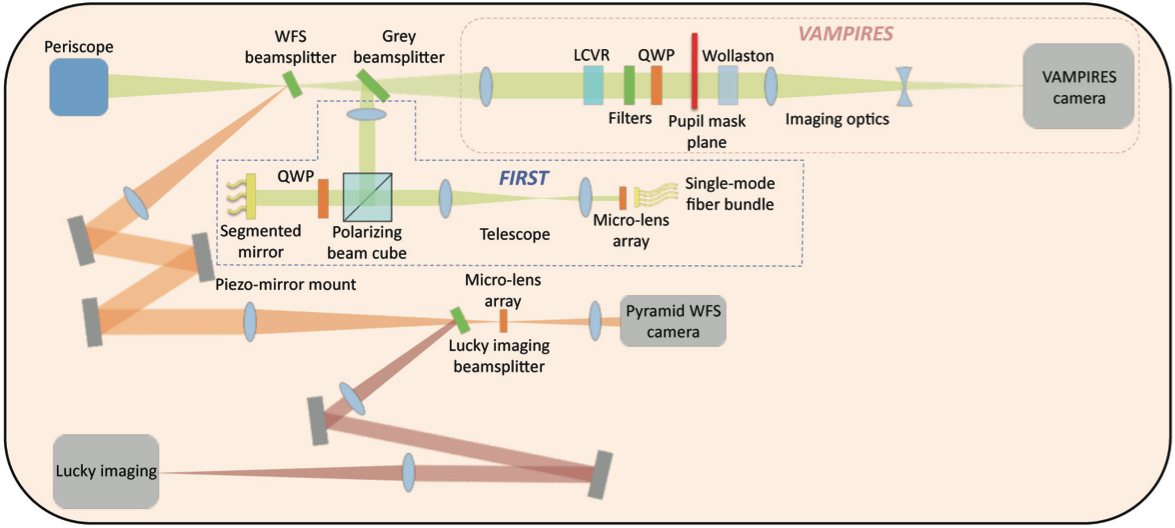 Periscope
WFS
beamsplitter
Grey
beamsplitter
VAMPIRES
LCVR
QWP
Wollaston
Filters
Pupil mask
plane
Imaging optics
VAMPIRES
camera
FIRST
QWP
Segmented
mirror
Polarizing
beam cube
Telescope
Micro-lens
array
Single-mode
fiber bundle
Piezo-mirror mount
Micro-lens
array
Lucky imaging
beamsplitter
Pyramid WFS
camera
Lucky imaging